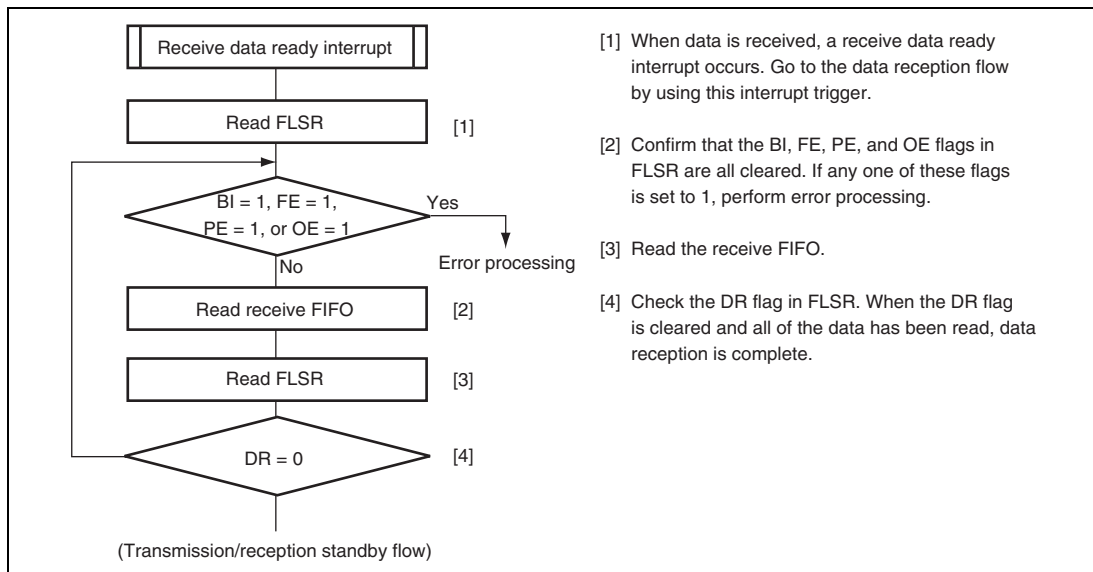 Receive data ready interrupt
Read FLSR
[1]
BI = 1, FE = 1,
PE = 1, or OE = 1
Yes
Error processing
No
Read receive FIFO
[2]
Read FLSR
[3]
DR = 0
[4]
(Transmission/reception standby flow)
[1] When data is received, a receive data ready
interrupt occurs. Go to the data reception flow
by using this interrupt trigger.
[2] Confirm that the BI, FE, PE, and OE flags in
FLSR are all cleared. If any one of these flags
is set to 1, perform error processing.
[3] Read the receive FIFO.
[4] Check the DR flag in FLSR. When the DR flag
is cleared and all of the data has been read, data
reception is complete.